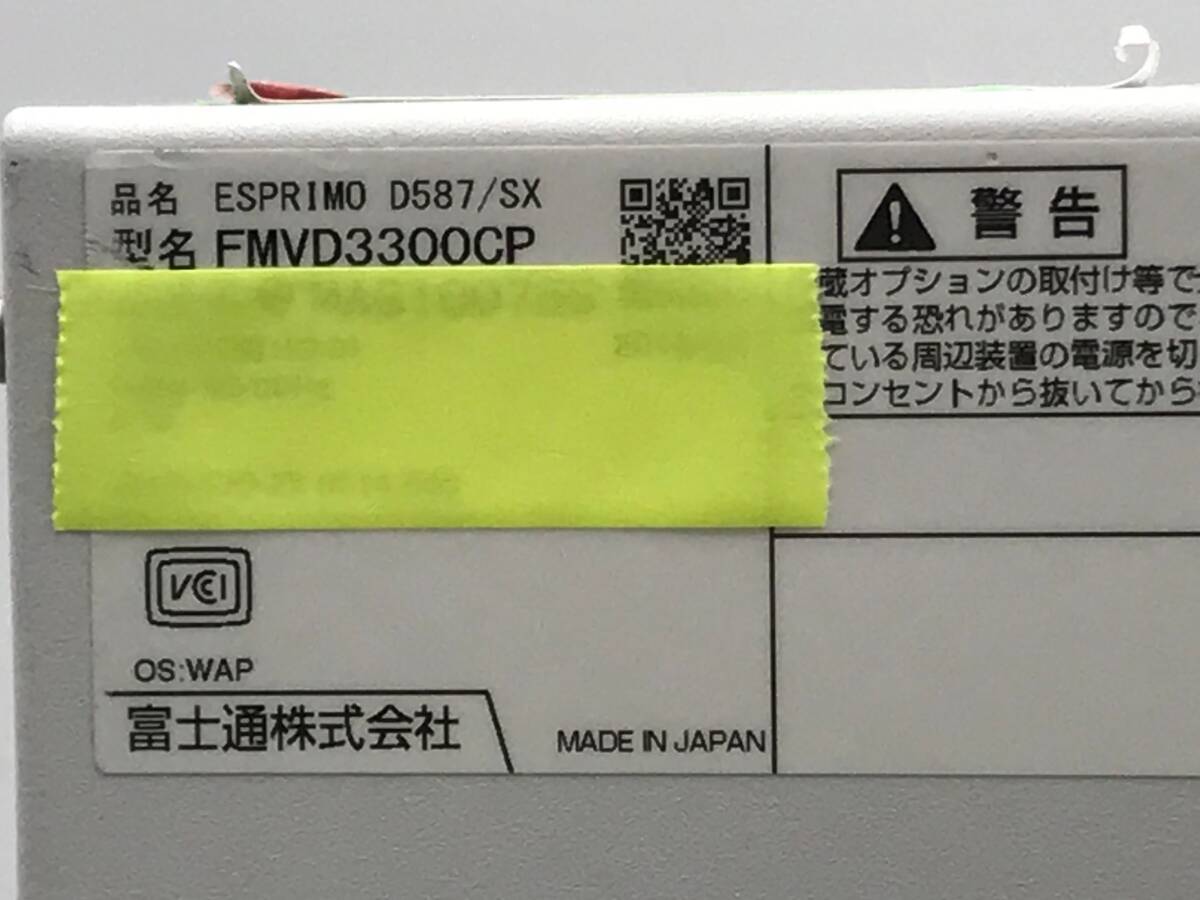 品名 ESPRIMO D587/SX
型名 FMVD3300CP
VCCI
OS:WAP
富士通株式会社
MADE IN JAPAN
警告
蔵オプションの取付け等で
電する恐れがありますので
ている周辺装置の電源を切
コンセントから抜いてから